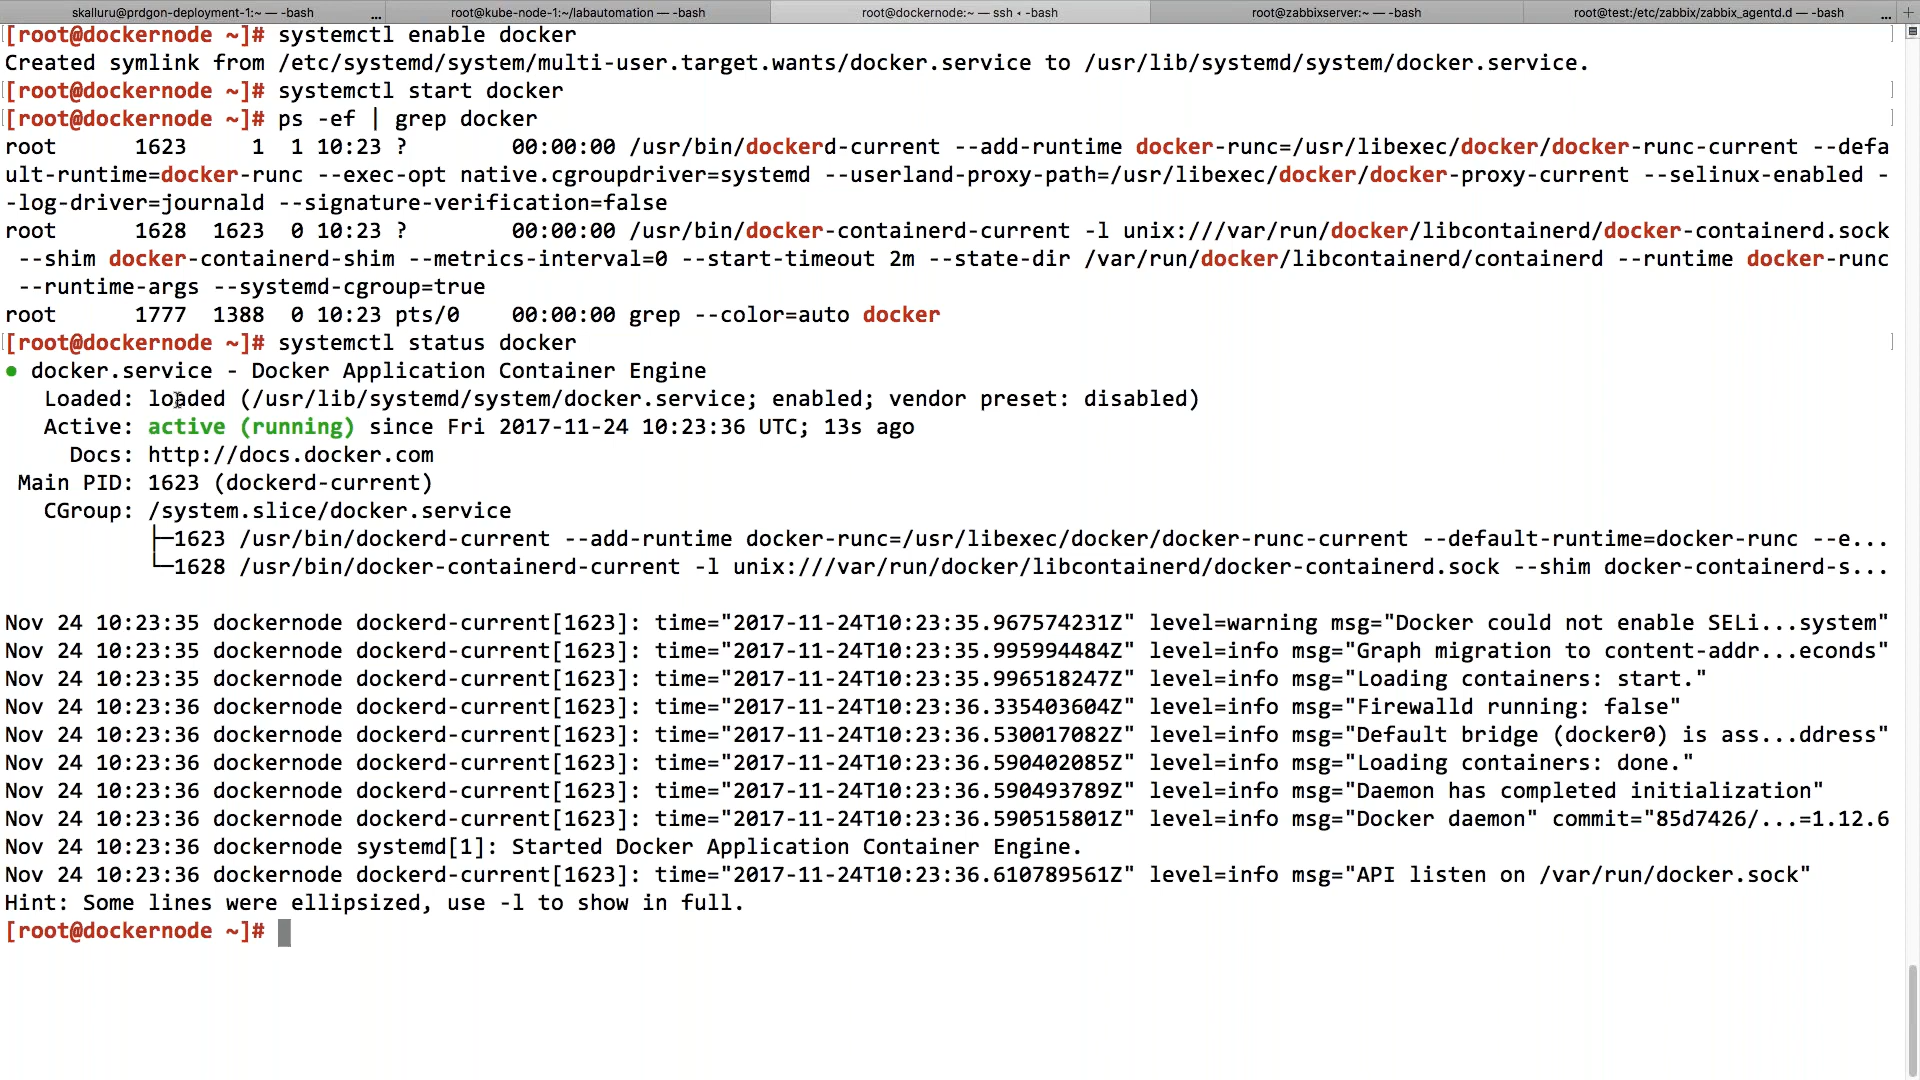 skalluru@prdgon-deployment-1:~ — -bash ... root@kube-node-1:~/labautomation — -bash root@dockernode:~ — ssh ◂ -bash root@zabbixserver:~ — -bash root@test:/etc/zabbix/zabbix_agentd.d — -bash ... +
[root@dockernode ~]# systemctl enable docker
Created symlink from /etc/systemd/system/multi-user.target.wants/docker.service to /usr/lib/systemd/system/docker.service.
[root@dockernode ~]# systemctl start docker
[root@dockernode ~]# ps -ef | grep docker
root      1623     1  1 10:23 ?        00:00:00 /usr/bin/dockerd-current --add-runtime docker-runc=/usr/libexec/docker/docker-runc-current --defa
ult-runtime=docker-runc --exec-opt native.cgroupdriver=systemd --userland-proxy-path=/usr/libexec/docker/docker-proxy-current --selinux-enabled -
-log-driver=journald --signature-verification=false
root      1628  1623  0 10:23 ?        00:00:00 /usr/bin/docker-containerd-current -l unix:///var/run/docker/libcontainerd/docker-containerd.sock
 --shim docker-containerd-shim --metrics-interval=0 --start-timeout 2m --state-dir /var/run/docker/libcontainerd/containerd --runtime docker-runc
 --runtime-args --systemd-cgroup=true
root      1777  1388  0 10:23 pts/0    00:00:00 grep --color=auto docker
[root@dockernode ~]# systemctl status docker
● docker.service - Docker Application Container Engine
   Loaded: loaded (/usr/lib/systemd/system/docker.service; enabled; vendor preset: disabled)
   Active: active (running) since Fri 2017-11-24 10:23:36 UTC; 13s ago
     Docs: http://docs.docker.com
 Main PID: 1623 (dockerd-current)
   CGroup: /system.slice/docker.service
           ├─1623 /usr/bin/dockerd-current --add-runtime docker-runc=/usr/libexec/docker/docker-runc-current --default-runtime=docker-runc --e...
           └─1628 /usr/bin/docker-containerd-current -l unix:///var/run/docker/libcontainerd/docker-containerd.sock --shim docker-containerd-s...
Nov 24 10:23:35 dockernode dockerd-current[1623]: time="2017-11-24T10:23:35.967574231Z" level=warning msg="Docker could not enable SELi...system"
Nov 24 10:23:35 dockernode dockerd-current[1623]: time="2017-11-24T10:23:35.995994484Z" level=info msg="Graph migration to content-addr...econds"
Nov 24 10:23:35 dockernode dockerd-current[1623]: time="2017-11-24T10:23:35.996518247Z" level=info msg="Loading containers: start."
Nov 24 10:23:36 dockernode dockerd-current[1623]: time="2017-11-24T10:23:36.335403604Z" level=info msg="Firewalld running: false"
Nov 24 10:23:36 dockernode dockerd-current[1623]: time="2017-11-24T10:23:36.530017082Z" level=info msg="Default bridge (docker0) is ass...ddress"
Nov 24 10:23:36 dockernode dockerd-current[1623]: time="2017-11-24T10:23:36.590402085Z" level=info msg="Loading containers: done."
Nov 24 10:23:36 dockernode dockerd-current[1623]: time="2017-11-24T10:23:36.590493789Z" level=info msg="Daemon has completed initialization"
Nov 24 10:23:36 dockernode dockerd-current[1623]: time="2017-11-24T10:23:36.590515801Z" level=info msg="Docker daemon" commit="85d7426/...=1.12.6
Nov 24 10:23:36 dockernode systemd[1]: Started Docker Application Container Engine.
Nov 24 10:23:36 dockernode dockerd-current[1623]: time="2017-11-24T10:23:36.610789561Z" level=info msg="API listen on /var/run/docker.sock"
Hint: Some lines were ellipsized, use -l to show in full.
[root@dockernode ~]#